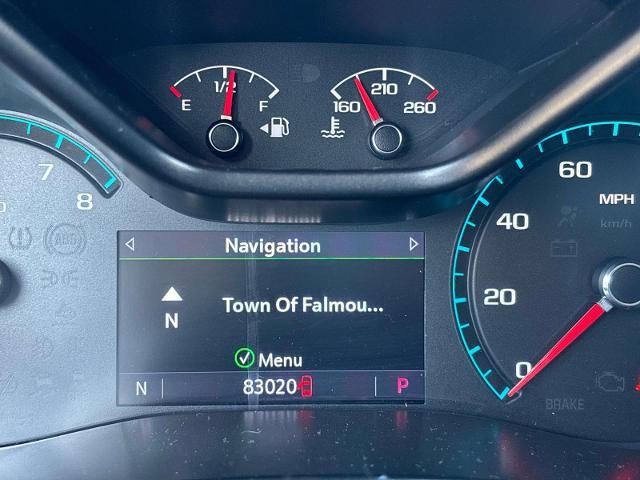 1/2
E F
210
160 260
7
8
ABS
60
MPH
km/h
40
20
0
BRAKE
Navigation
N
Town Of Falmou...
Menu
N 83020 P